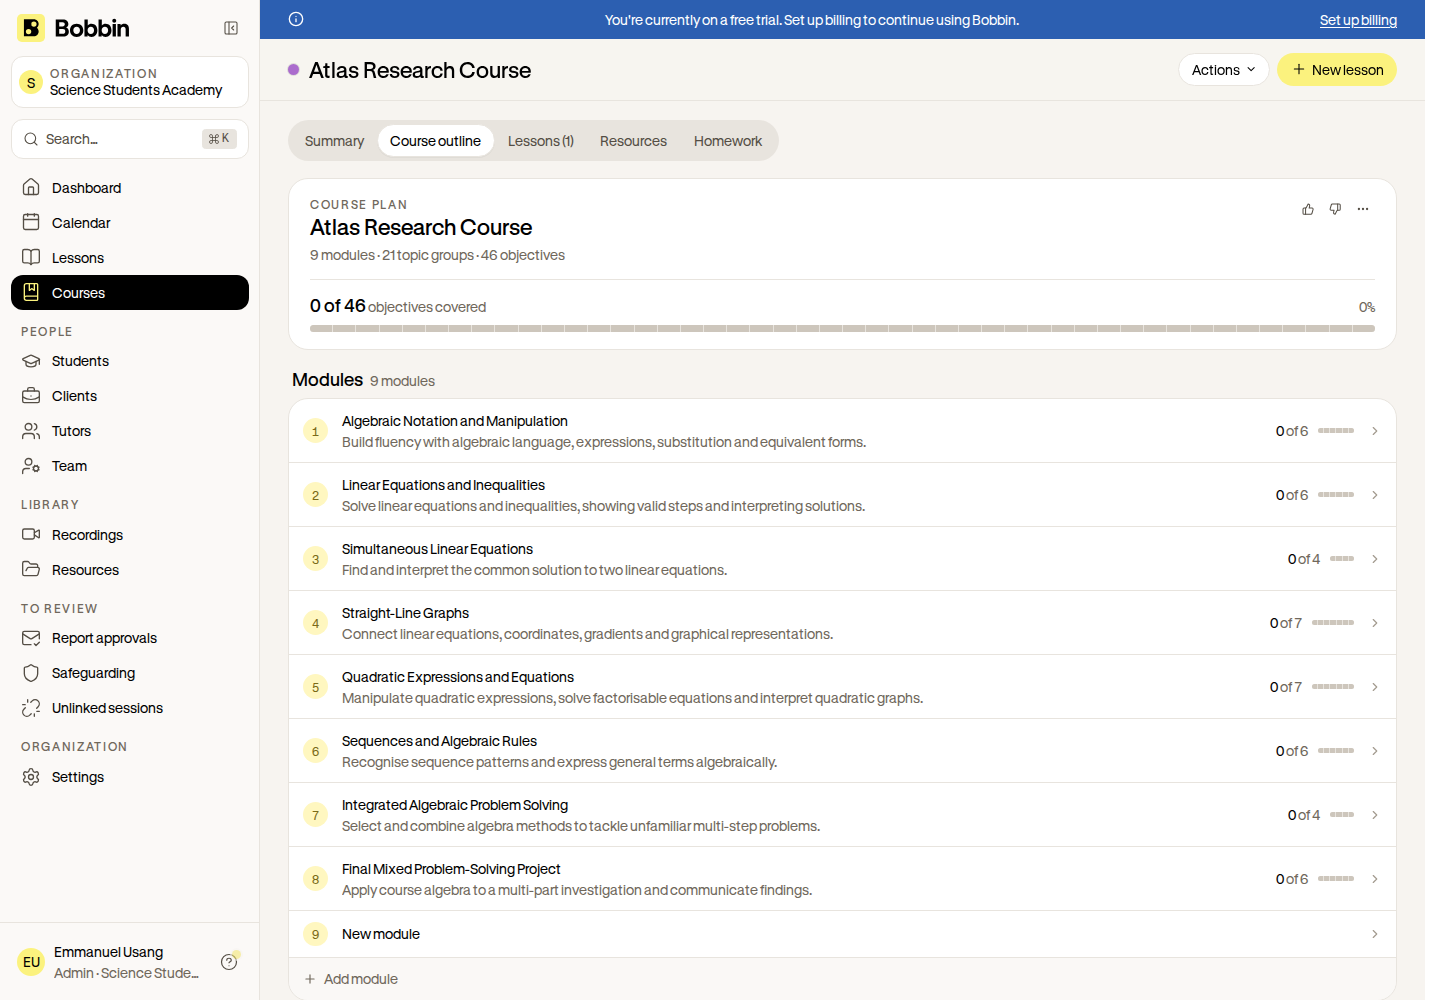 Bobbin
You're currently on a free trial. Set up billing to continue using Bobbin.
Set up billing
S
ORGANIZATION
Science Students Academy
Search...
⌘ K
Dashboard
Calendar
Lessons
Courses
PEOPLE
Students
Clients
Tutors
Team
LIBRARY
Recordings
Resources
TO REVIEW
Report approvals
Safeguarding
Unlinked sessions
ORGANIZATION
Settings
EU
Emmanuel Usang
Admin · Science Stude...
Atlas Research Course
Actions
New lesson
Summary
Course outline
Lessons (1)
Resources
Homework
COURSE PLAN
Atlas Research Course
9 modules · 21 topic groups · 46 objectives
0 of 46 objectives covered
0%
Modules 9 modules
1
Algebraic Notation and Manipulation
Build fluency with algebraic language, expressions, substitution and equivalent forms.
0 of 6
2
Linear Equations and Inequalities
Solve linear equations and inequalities, showing valid steps and interpreting solutions.
0 of 6
3
Simultaneous Linear Equations
Find and interpret the common solution to two linear equations.
0 of 4
4
Straight-Line Graphs
Connect linear equations, coordinates, gradients and graphical representations.
0 of 7
5
Quadratic Expressions and Equations
Manipulate quadratic expressions, solve factorisable equations and interpret quadratic graphs.
0 of 7
6
Sequences and Algebraic Rules
Recognise sequence patterns and express general terms algebraically.
0 of 6
7
Integrated Algebraic Problem Solving
Select and combine algebra methods to tackle unfamiliar multi-step problems.
0 of 4
8
Final Mixed Problem-Solving Project
Apply course algebra to a multi-part investigation and communicate findings.
0 of 6
9
New module
Add module